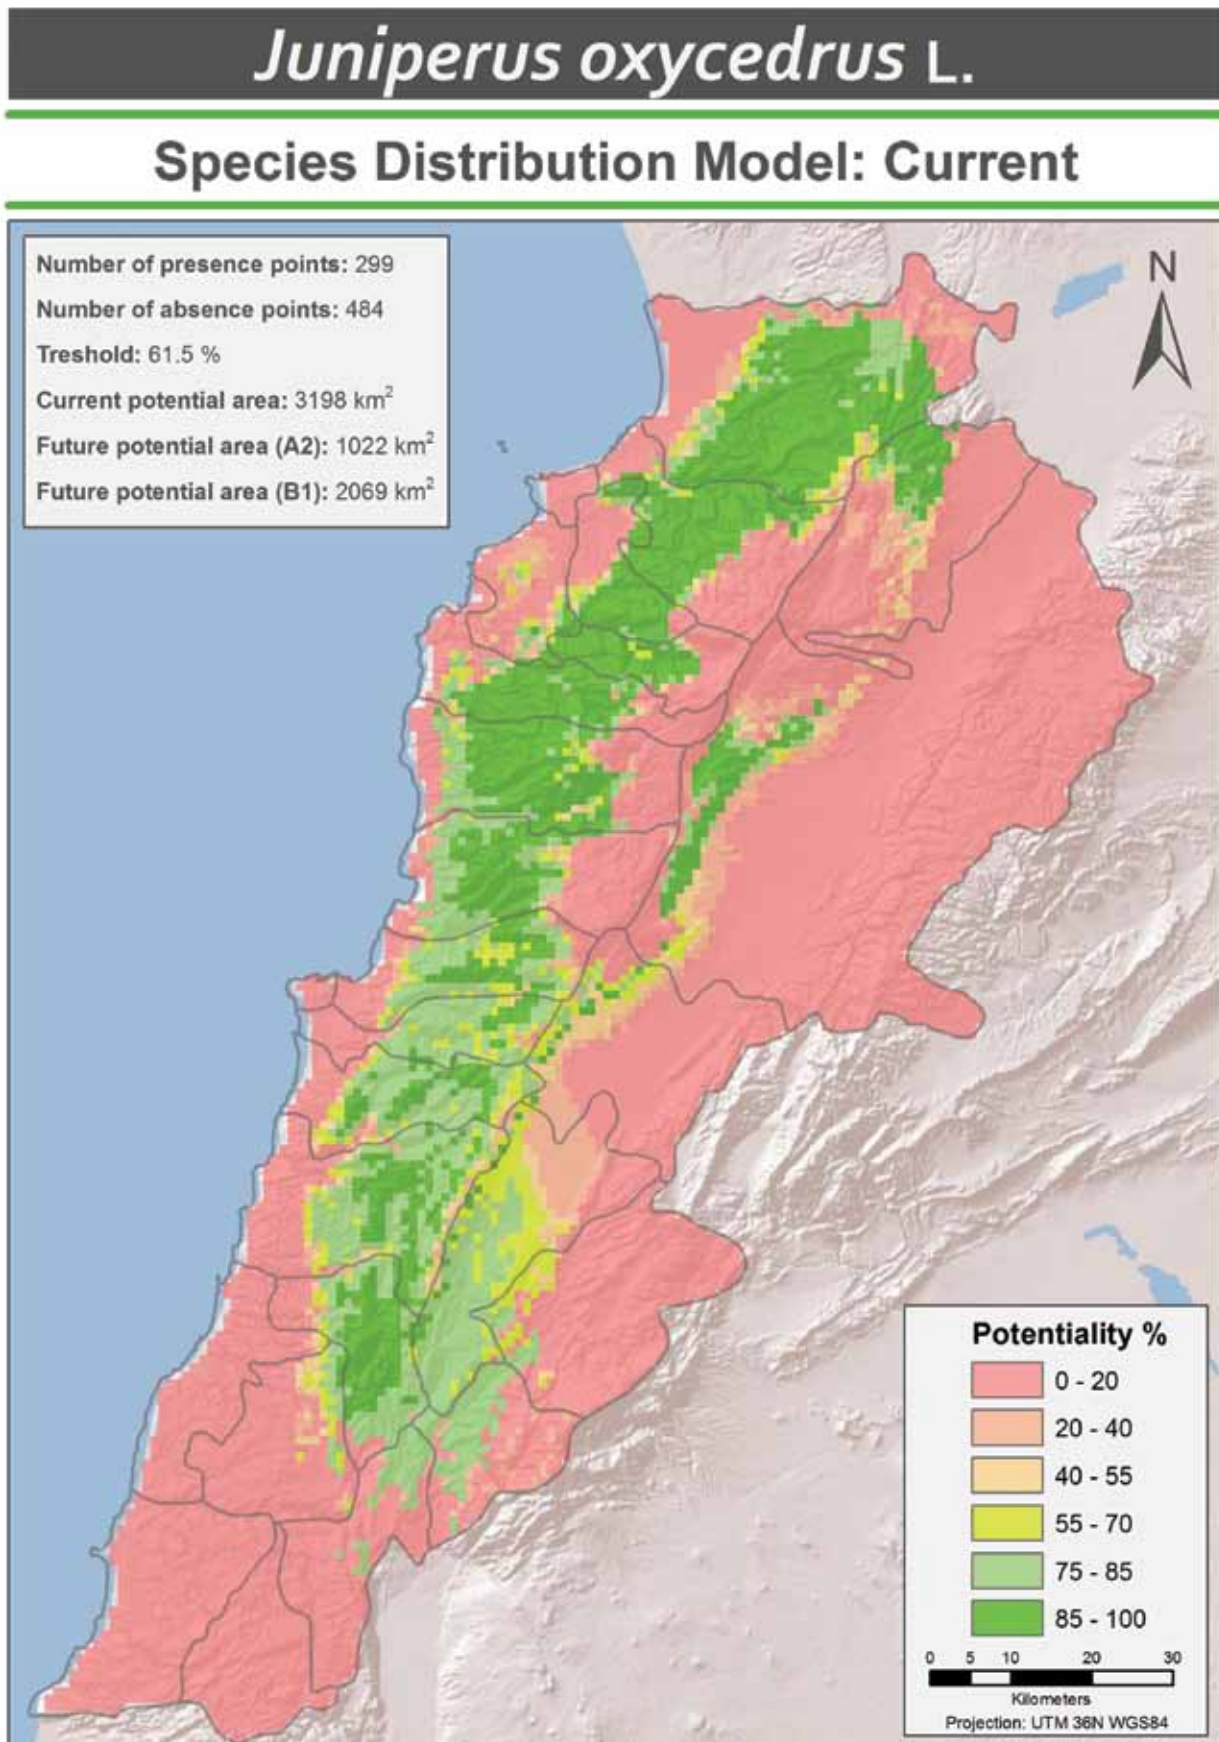 Juniperus oxycedrus L.
Species Distribution Model: Current
Number of presence points: 299
Number of absence points: 484
Treshold: 61.5 %
Current potential area: 3198 km²
Future potential area (A2): 1022 km²
Future potential area (B1): 2069 km²
N
Potentiality %
0 - 20
20 - 40
40 - 55
55 - 70
75 - 85
85 - 100
0 5 10 20 30
Kilometers
Projection: UTM 36N WGS84